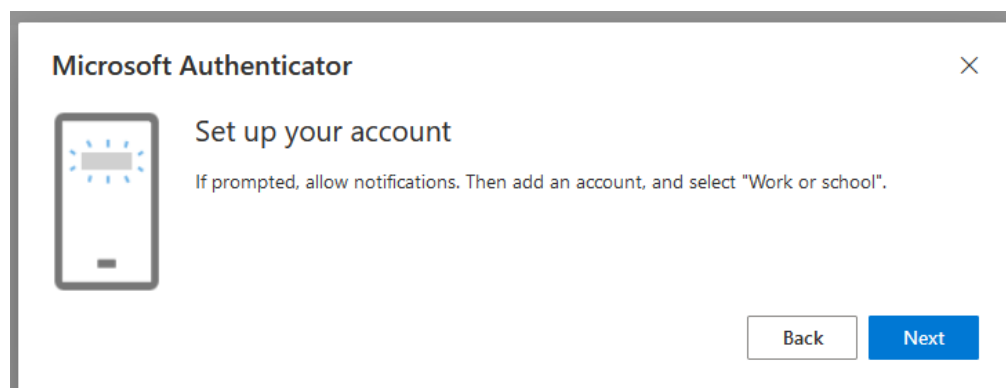 Microsoft Authenticator
Set up your account
If prompted, allow notifications. Then add an account, and select "Work or school".
Back
Next